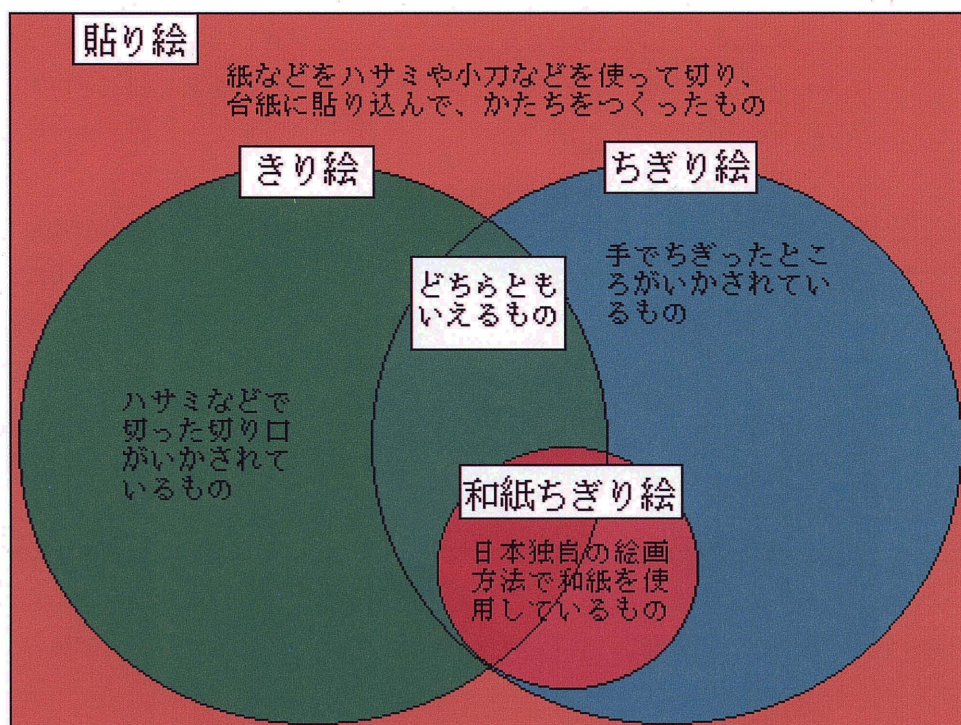 貼り絵
紙などをハサミや小刀などを使って切り、
台紙に貼り込んで、かたちをつくったもの
きり絵
ちぎり絵
手でちぎったとこ
ろがいかされてい
るもの
どちらとも
いえるもの
ハサミなどで
切った切り口
がいかされて
いるもの
和紙ちぎり絵
日本独自の絵画
方法で和紙を使
用しているもの